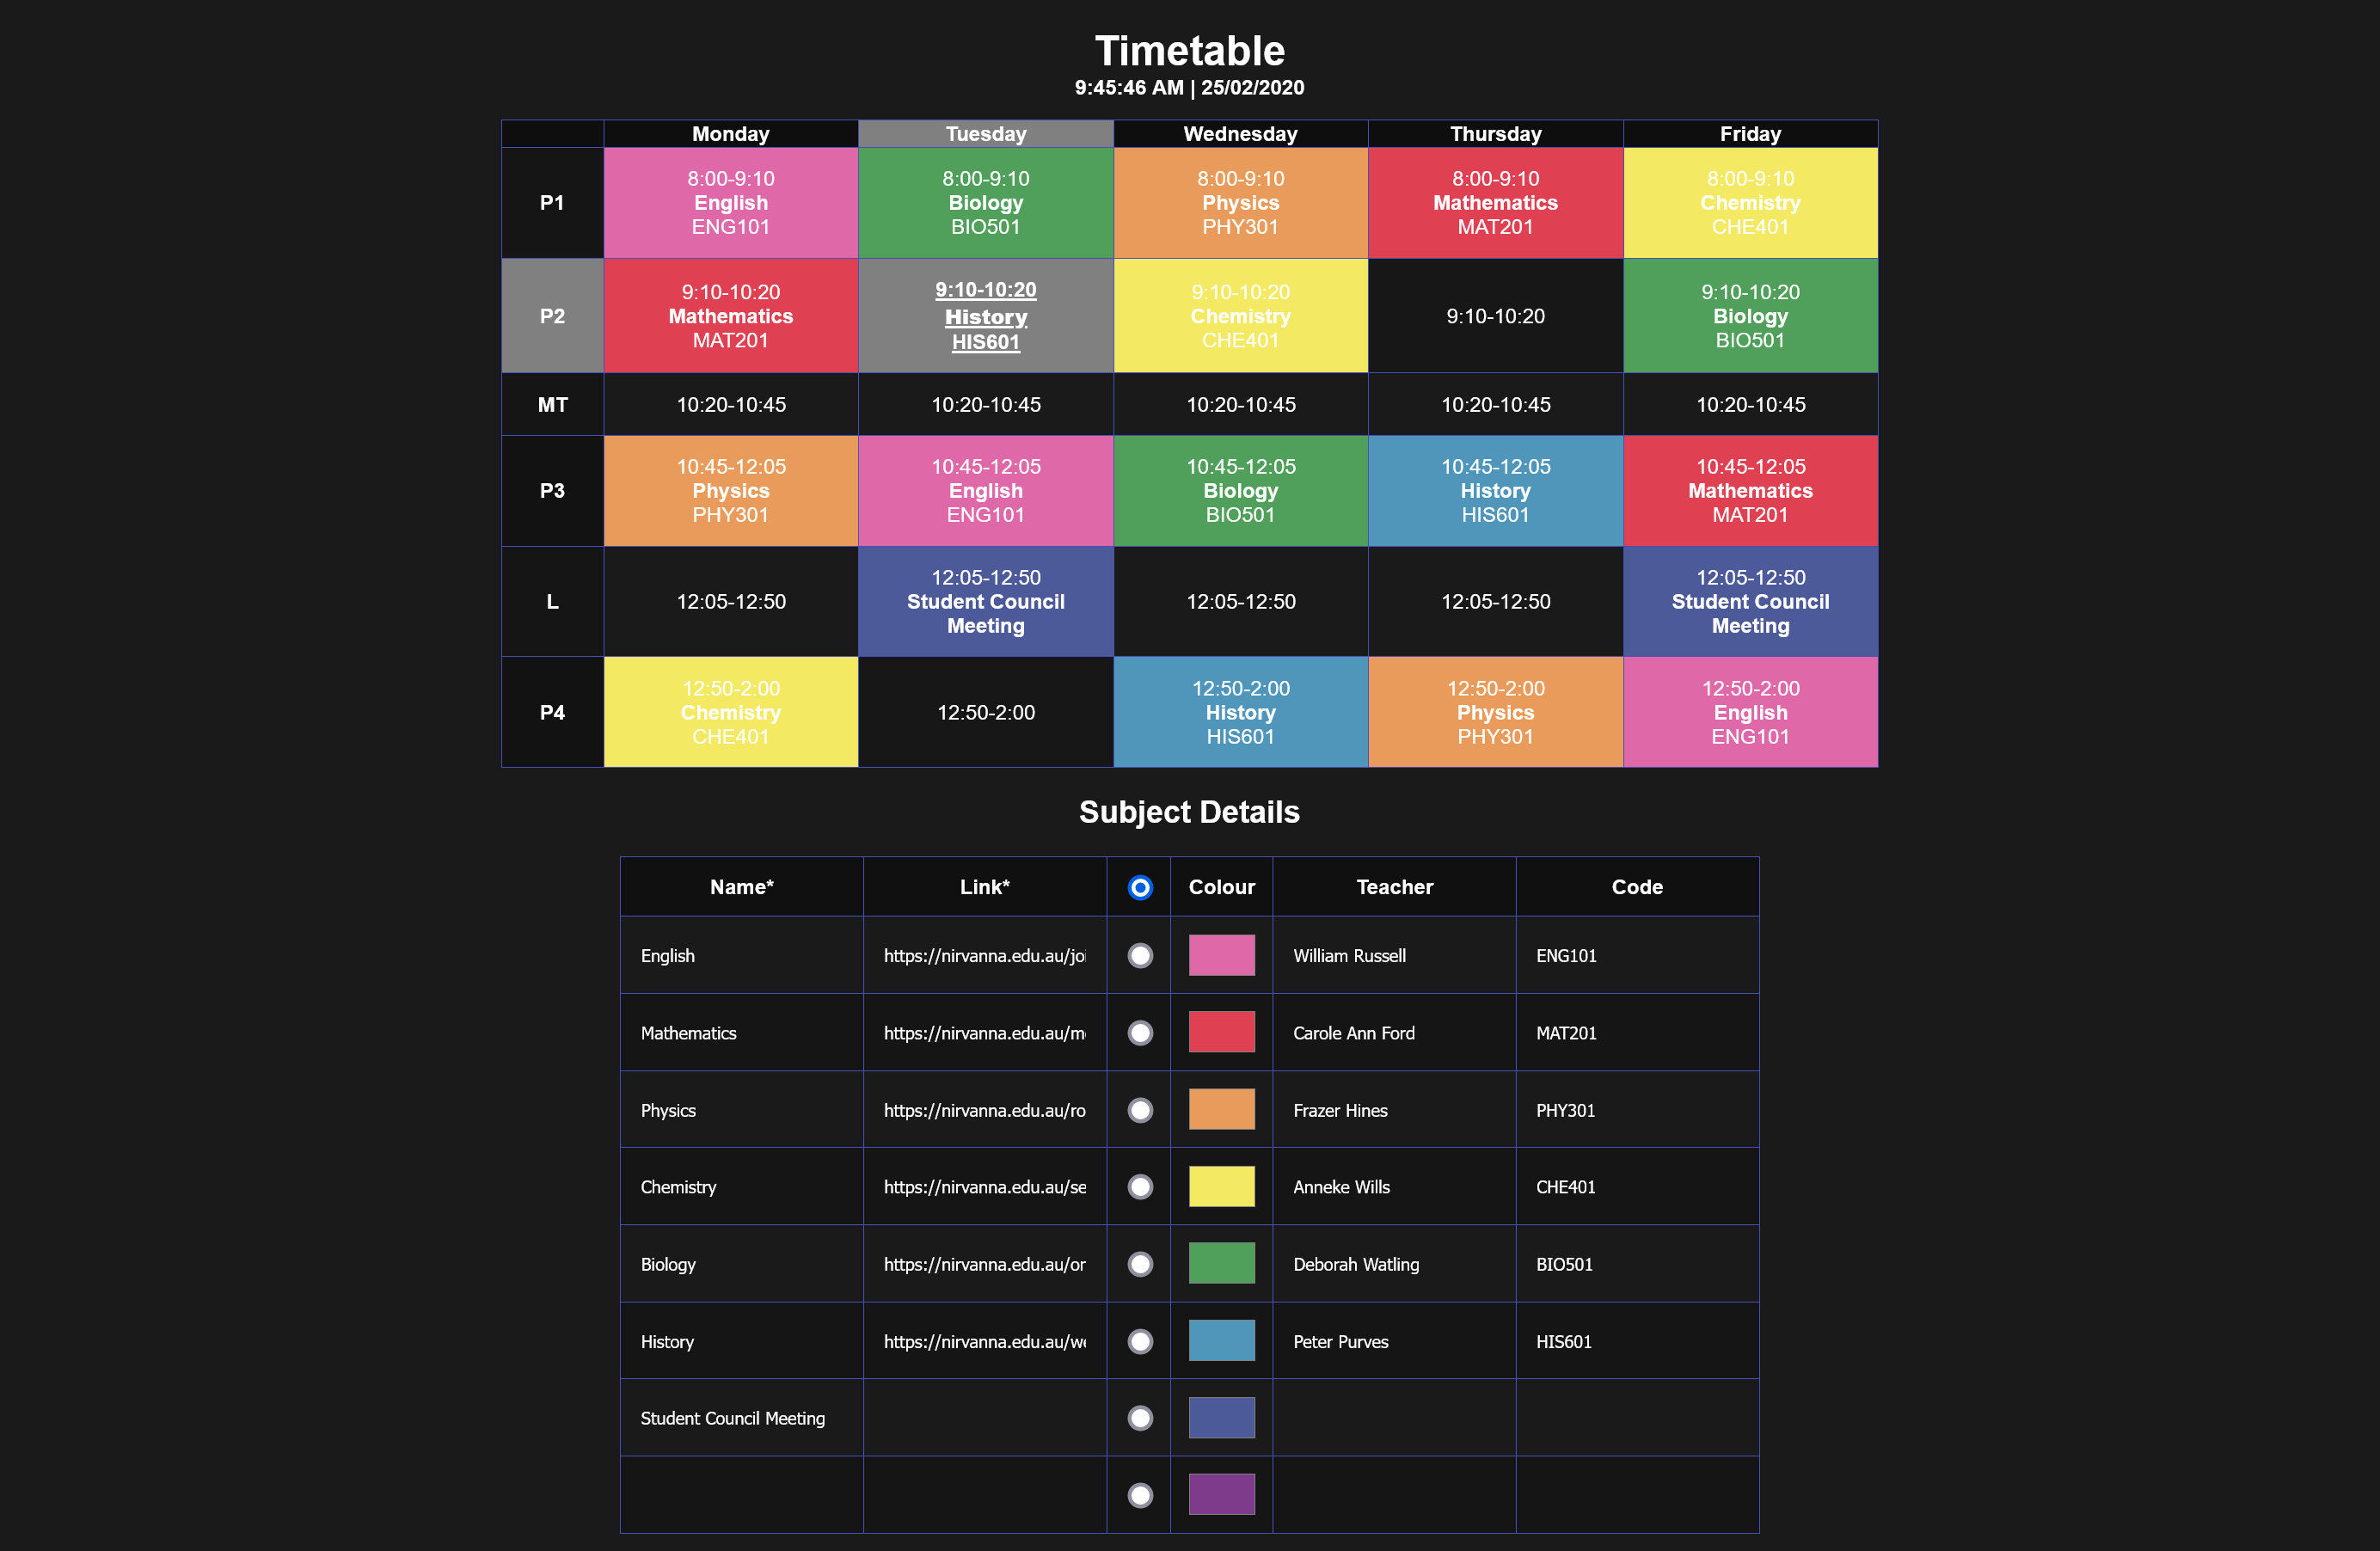 Timetable
9:45:46 AM | 25/02/2020
Monday Tuesday Wednesday Thursday Friday
P1
8:00-9:10
English
ENG101
8:00-9:10
Biology
BIO501
8:00-9:10
Physics
PHY301
8:00-9:10
Mathematics
MAT201
8:00-9:10
Chemistry
CHE401
P2
9:10-10:20
Mathematics
MAT201
9:10-10:20
History
HIS601
9:10-10:20
Chemistry
CHE401
9:10-10:20
9:10-10:20
Biology
BIO501
MT
10:20-10:45
10:20-10:45
10:20-10:45
10:20-10:45
10:20-10:45
P3
10:45-12:05
Physics
PHY301
10:45-12:05
English
ENG101
10:45-12:05
Biology
BIO501
10:45-12:05
History
HIS601
10:45-12:05
Mathematics
MAT201
L
12:05-12:50
12:05-12:50
Student Council
Meeting
12:05-12:50
12:05-12:50
12:05-12:50
Student Council
Meeting
P4
12:50-2:00
Chemistry
CHE401
12:50-2:00
12:50-2:00
History
HIS601
12:50-2:00
Physics
PHY301
12:50-2:00
English
ENG101
Subject Details
Name* Link* Colour Teacher Code
English https://nirvanna.edu.au/joi William Russell ENG101
Mathematics https://nirvanna.edu.au/m Carole Ann Ford MAT201
Physics https://nirvanna.edu.au/ro Frazer Hines PHY301
Chemistry https://nirvanna.edu.au/se Anneke Wills CHE401
Biology https://nirvanna.edu.au/or Deborah Watling BIO501
History https://nirvanna.edu.au/we Peter Purves HIS601
Student Council Meeting